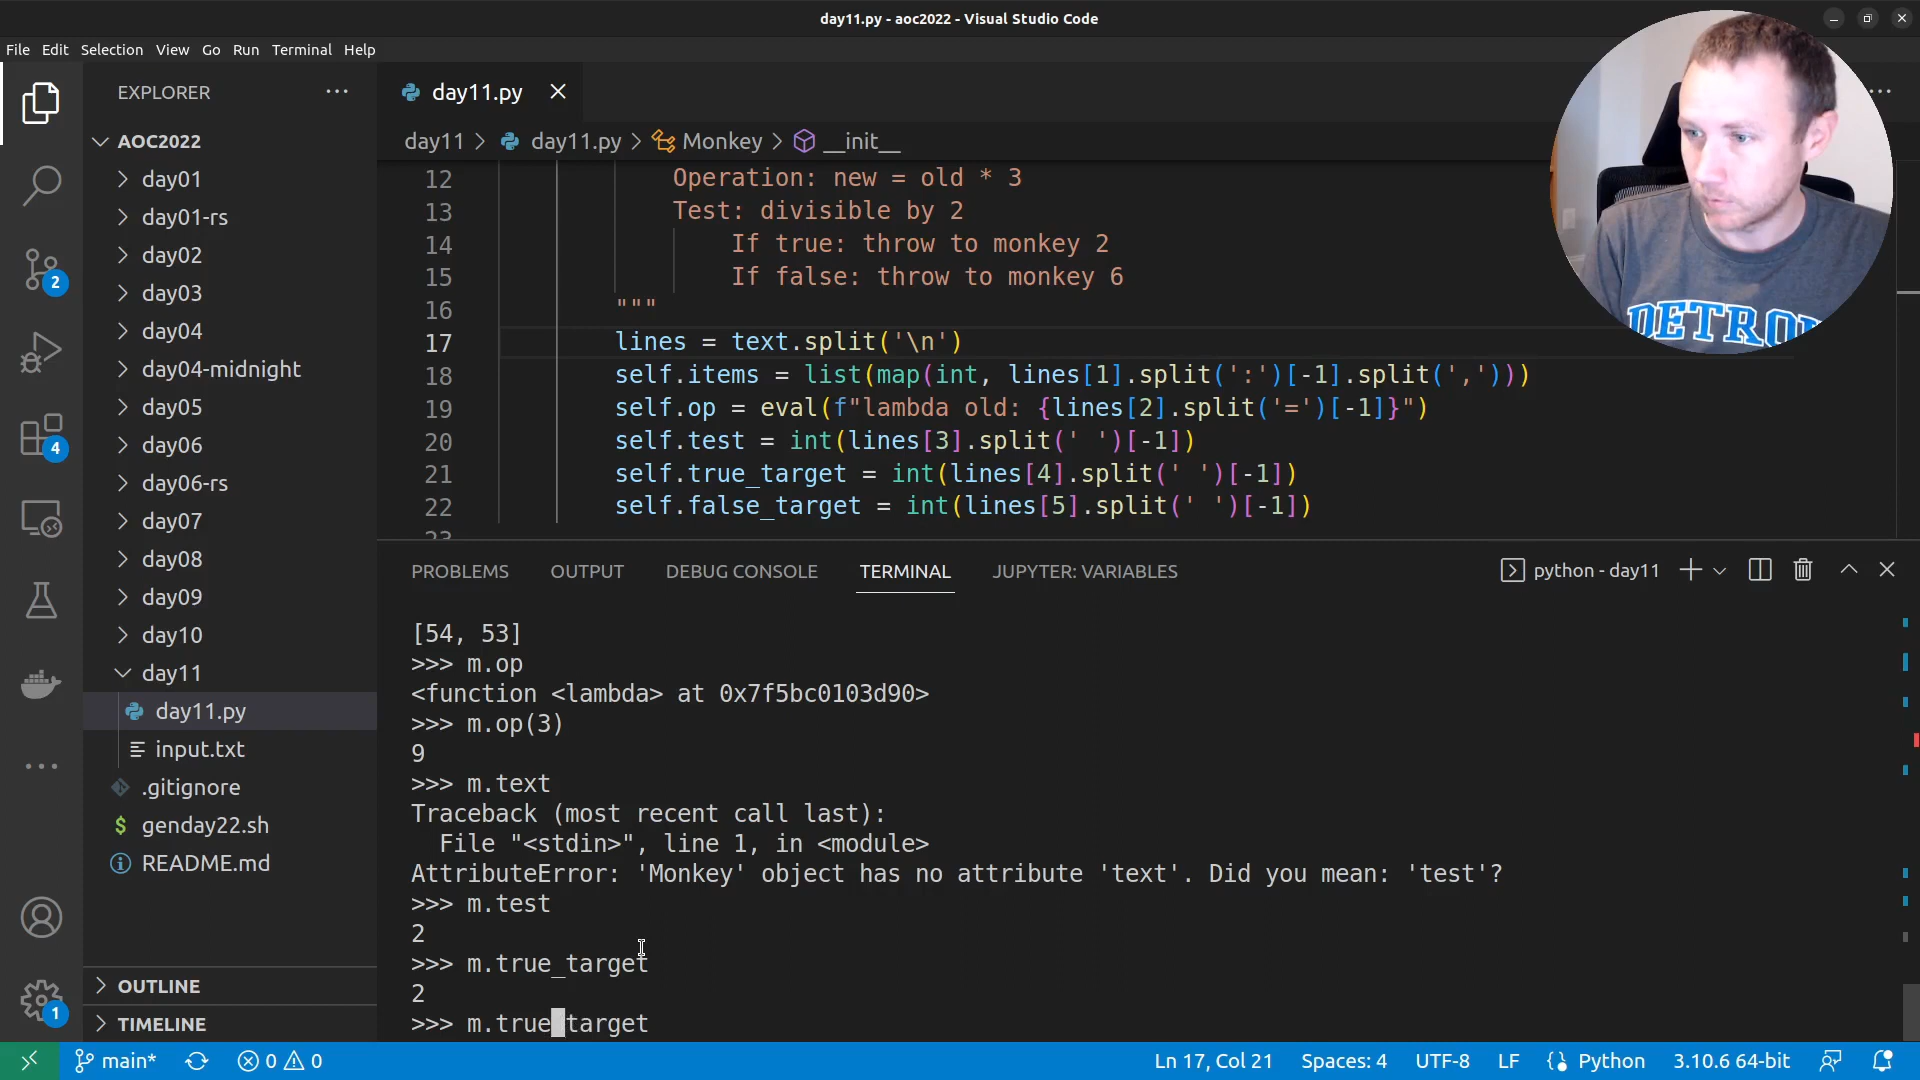 day11.py - aoc2022 - Visual Studio Code
File Edit Selection View Go Run Terminal Help
EXPLORER
AOC2022
day01
day01-rs
day02
day03
day04
day04-midnight
day05
day06
day06-rs
day07
day08
day09
day10
day11
day11.py
input.txt
.gitignore
$ genday22.sh
README.md
OUTLINE
TIMELINE
2
4
1
day11.py
day11 > day11.py > Monkey > __init__
12 Operation: new = old * 3
13 Test: divisible by 2
14 If true: throw to monkey 2
15 If false: throw to monkey 6
16 """
17 lines = text.split('\n')
18 self.items = list(map(int, lines[1].split(':')[-1].split(',')))
19 self.op = eval(f"lambda old: {lines[2].split('=')[-1]}")
20 self.test = int(lines[3].split(' ')[-1])
21 self.true_target = int(lines[4].split(' ')[-1])
22 self.false_target = int(lines[5].split(' ')[-1])
23
DETROI
PROBLEMS OUTPUT DEBUG CONSOLE TERMINAL JUPYTER: VARIABLES
python - day11
[54, 53]
>>> m.op
<function <lambda> at 0x7f5bc0103d90>
>>> m.op(3)
9
>>> m.text
Traceback (most recent call last):
File "<stdin>", line 1, in <module>
AttributeError: 'Monkey' object has no attribute 'text'. Did you mean: 'test'?
>>> m.test
2
>>> m.true_target
2
>>> m.true_target
main* 0 0
Ln 17, Col 21 Spaces: 4 UTF-8 LF Python 3.10.6 64-bit